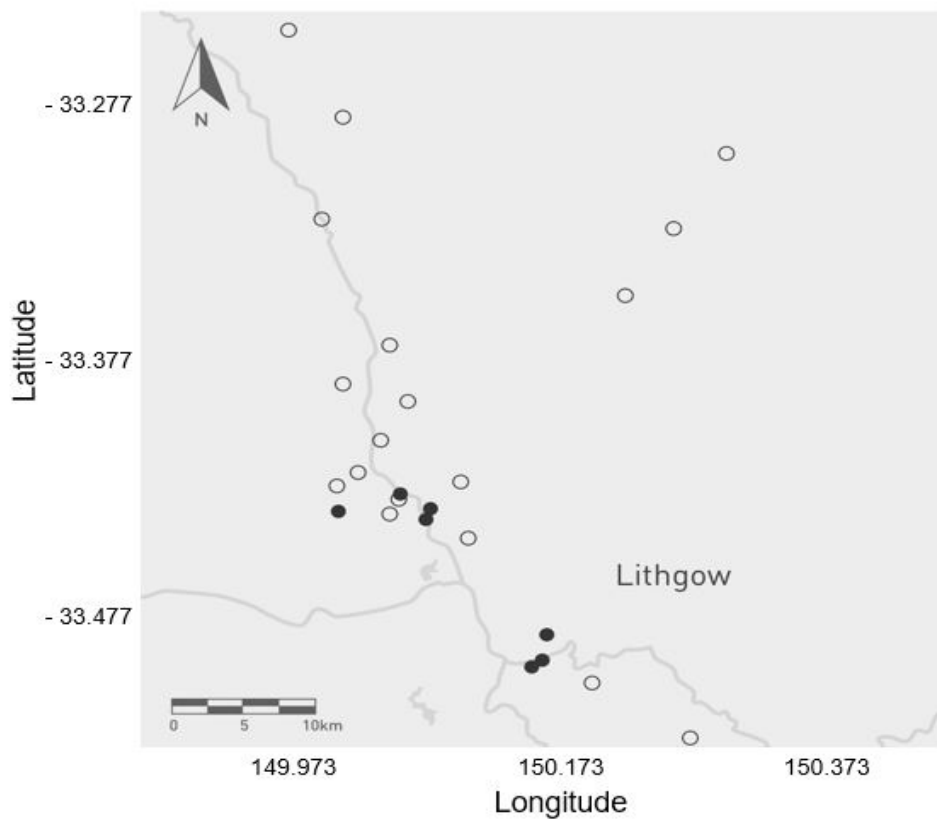 N
- 33.277
- 33.377
Latitude
Lithgow
- 33.477
0 5 10km
149.973 150.173 150.373
Longitude